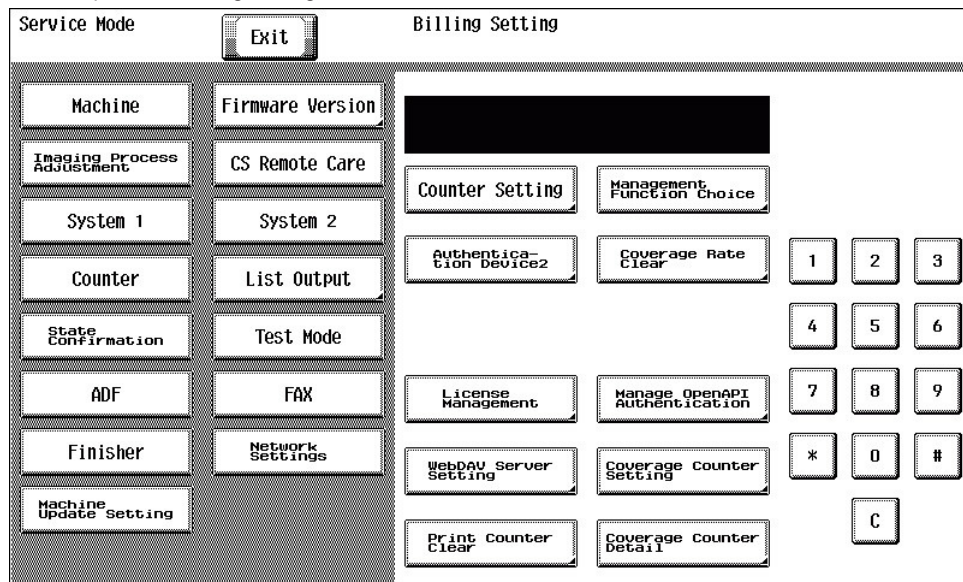 Service Mode
Exit
Billing Setting
Machine
Firmware Version
Imaging Process
Adjustment
CS Remote Care
System 1
System 2
Counter
List Output
State
Confirmation
Test Mode
ADF
FAX
Finisher
Network
Settings
Machine
Update Setting
Counter Setting
Management
Function Choice
Authentica-
tion Device2
Coverage Rate
Clear
License
Management
Manage OpenAPI
Authentication
WebDAV Server
Setting
Coverage Counter
Setting
Print Counter
Clear
Coverage Counter
Detail
1
2
3
4
5
6
7
8
9
*
0
#
C